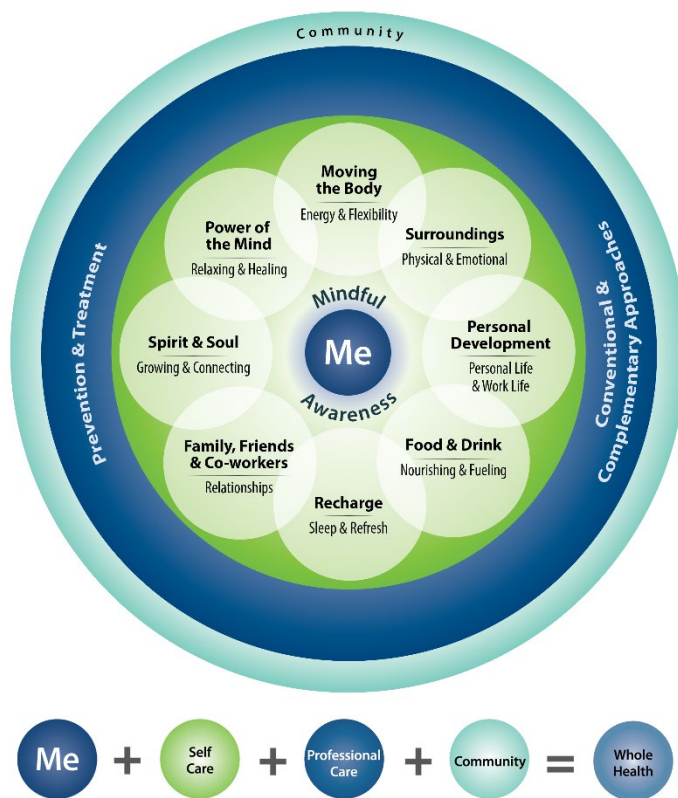 Community
Moving
the Body
Energy & Flexibility
Surroundings
Physical & Emotional
Personal
Development
Personal Life
& Work Life
Food & Drink
Nourishing & Fueling
Recharge
Sleep & Refresh
Family, Friends
& Co-workers
Relationships
Spirit & Soul
Growing & Connecting
Power of
the Mind
Relaxing & Healing
Mindful
Me
Awareness
Prevention & Treatment
Conventional &
Complementary Approaches
Me + Self Care + Professional Care + Community = Whole Health